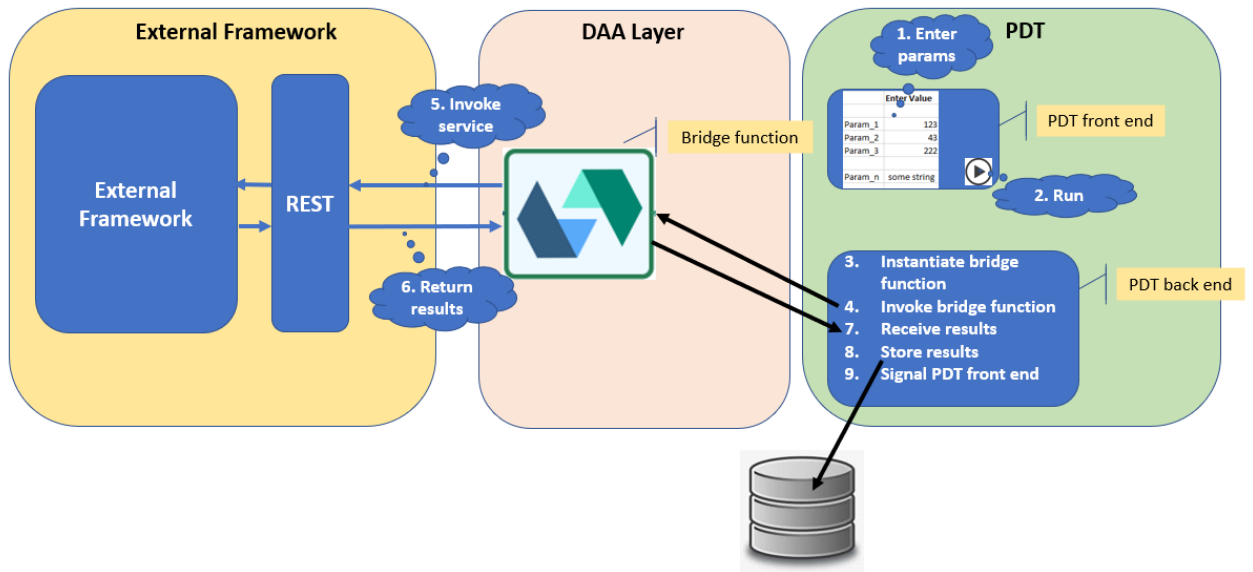 External Framework
DAA Layer
PDT
1. Enter
params
Enter Value
Param_1 123
Param_2 43
Param_3 222
Param_n some string
PDT front end
2. Run
5. Invoke
service
Bridge function
External
Framework
REST
6. Return
results
3. Instantiate bridge
function
4. Invoke bridge function
7. Receive results
8. Store results
9. Signal PDT front end
PDT back end